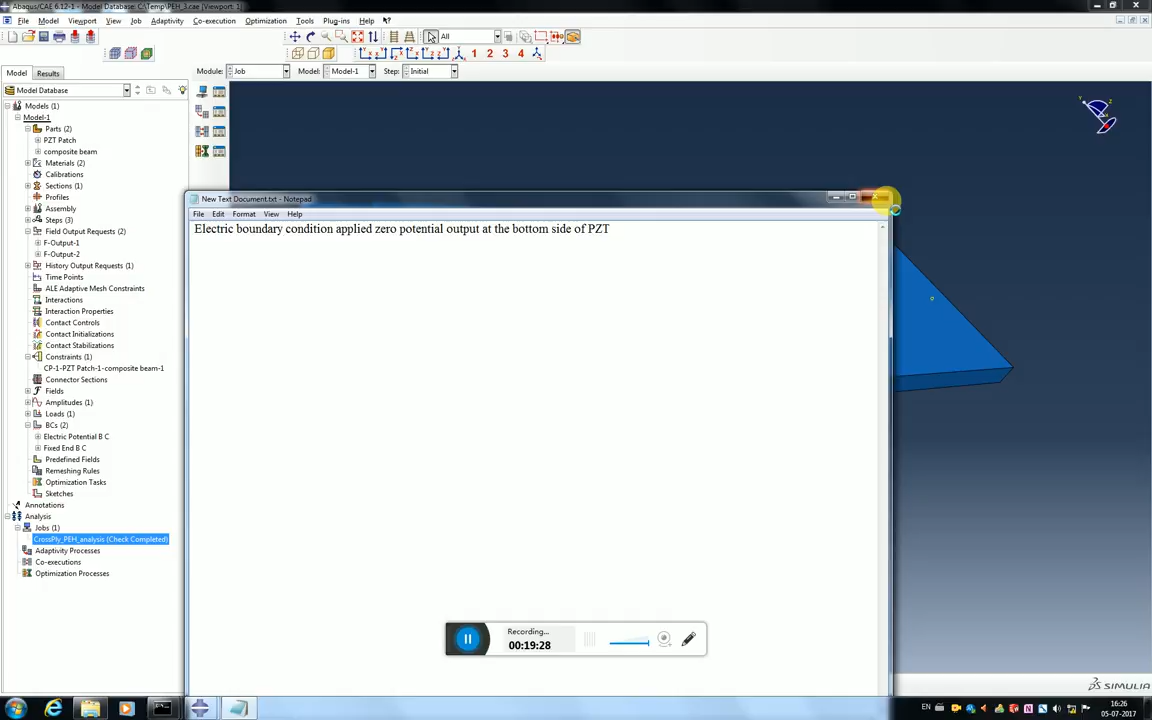 Abaqus/CAE 6.12-1 - Model Database: C:\Temp\PEH_3.cae [Viewport: 1]
File Model Viewport View Job Adaptivity Co-execution Optimization Tools Plug-ins Help
All
1 2 3 4
Model Results Module: Job Model: Model-1 Step: Initial
Model Database
Models (1)
Model-1
Parts (2)
PZT Patch
composite beam
Materials (2)
Calibrations
Sections (1)
Profiles
Assembly
Steps (3)
Field Output Requests (2)
F-Output-1
F-Output-2
History Output Requests (1)
Time Points
ALE Adaptive Mesh Constraints
Interactions
Interaction Properties
Contact Controls
Contact Initializations
Contact Stabilizations
Constraints (1)
CP-1-PZT Patch-1-composite beam-1
Connector Sections
Fields
Amplitudes (1)
Loads (1)
BCs (2)
Electric Potential B C
Fixed End B C
Predefined Fields
Remeshing Rules
Optimization Tasks
Sketches
Annotations
Analysis
Jobs (1)
CrossPly_PEH_analysis (Check Completed)
Adaptivity Processes
Co-executions
Optimization Processes
New Text Document.txt - Notepad
File Edit Format View Help
Electric boundary condition applied zero potential output at the bottom side of PZT
Recording...
00:19:28
SIMULIA
EN
16:26
05-07-2017